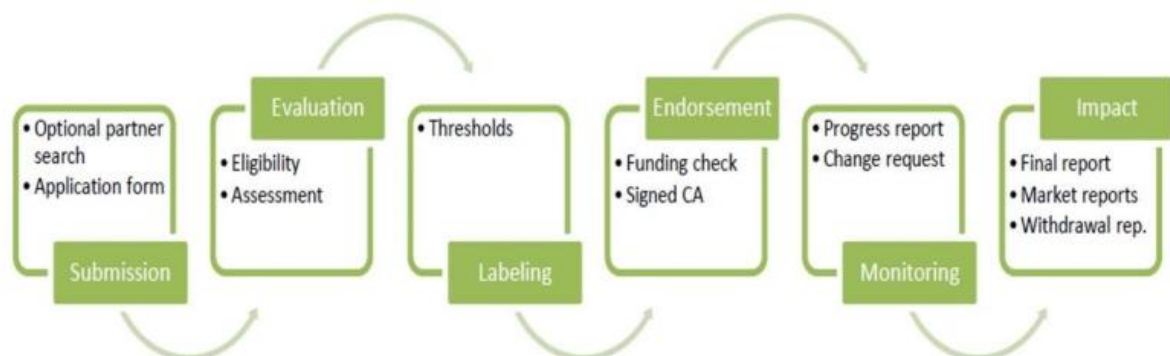 • Optional partner
search
• Application form
Submission
Evaluation
• Eligibility
• Assessment
• Thresholds
Labeling
Endorsement
• Funding check
• Signed CA
• Progress report
• Change request
Monitoring
Impact
• Final report
• Market reports
• Withdrawal rep.